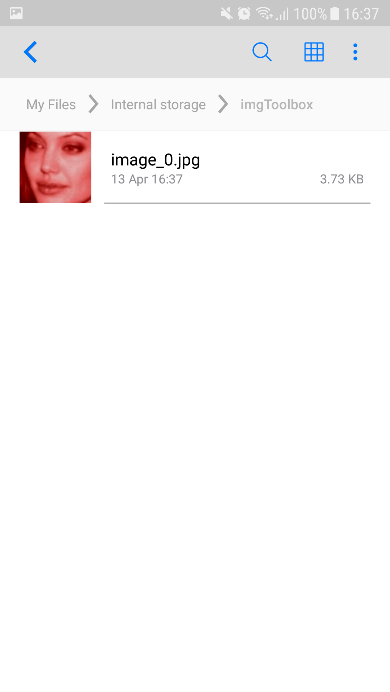 100% 16:37
My Files Internal storage imgToolbox
image_0.jpg
13 Apr 16:37 3.73 KB